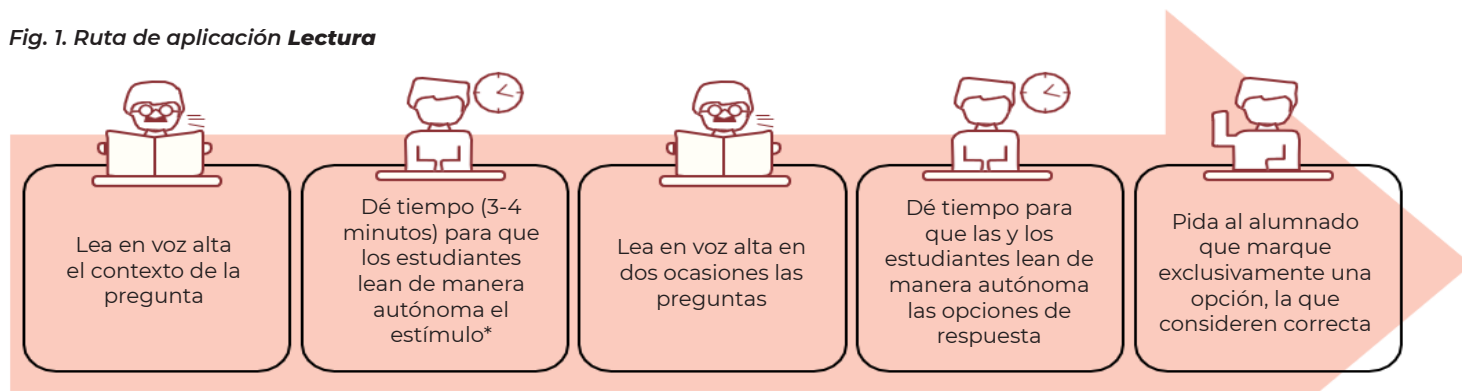 Fig. 1. Ruta de aplicación Lectura
Lea en voz alta
el contexto de la
pregunta
Dé tiempo (3-4
minutos) para que
los estudiantes
lean de manera
autónoma el
estímulo*
Lea en voz alta en
dos ocasiones las
preguntas
Dé tiempo para
que las y los
estudiantes lean de
manera autónoma
las opciones de
respuesta
Pida al alumnado
que marque
exclusivamente una
opción, la que
consideren correcta